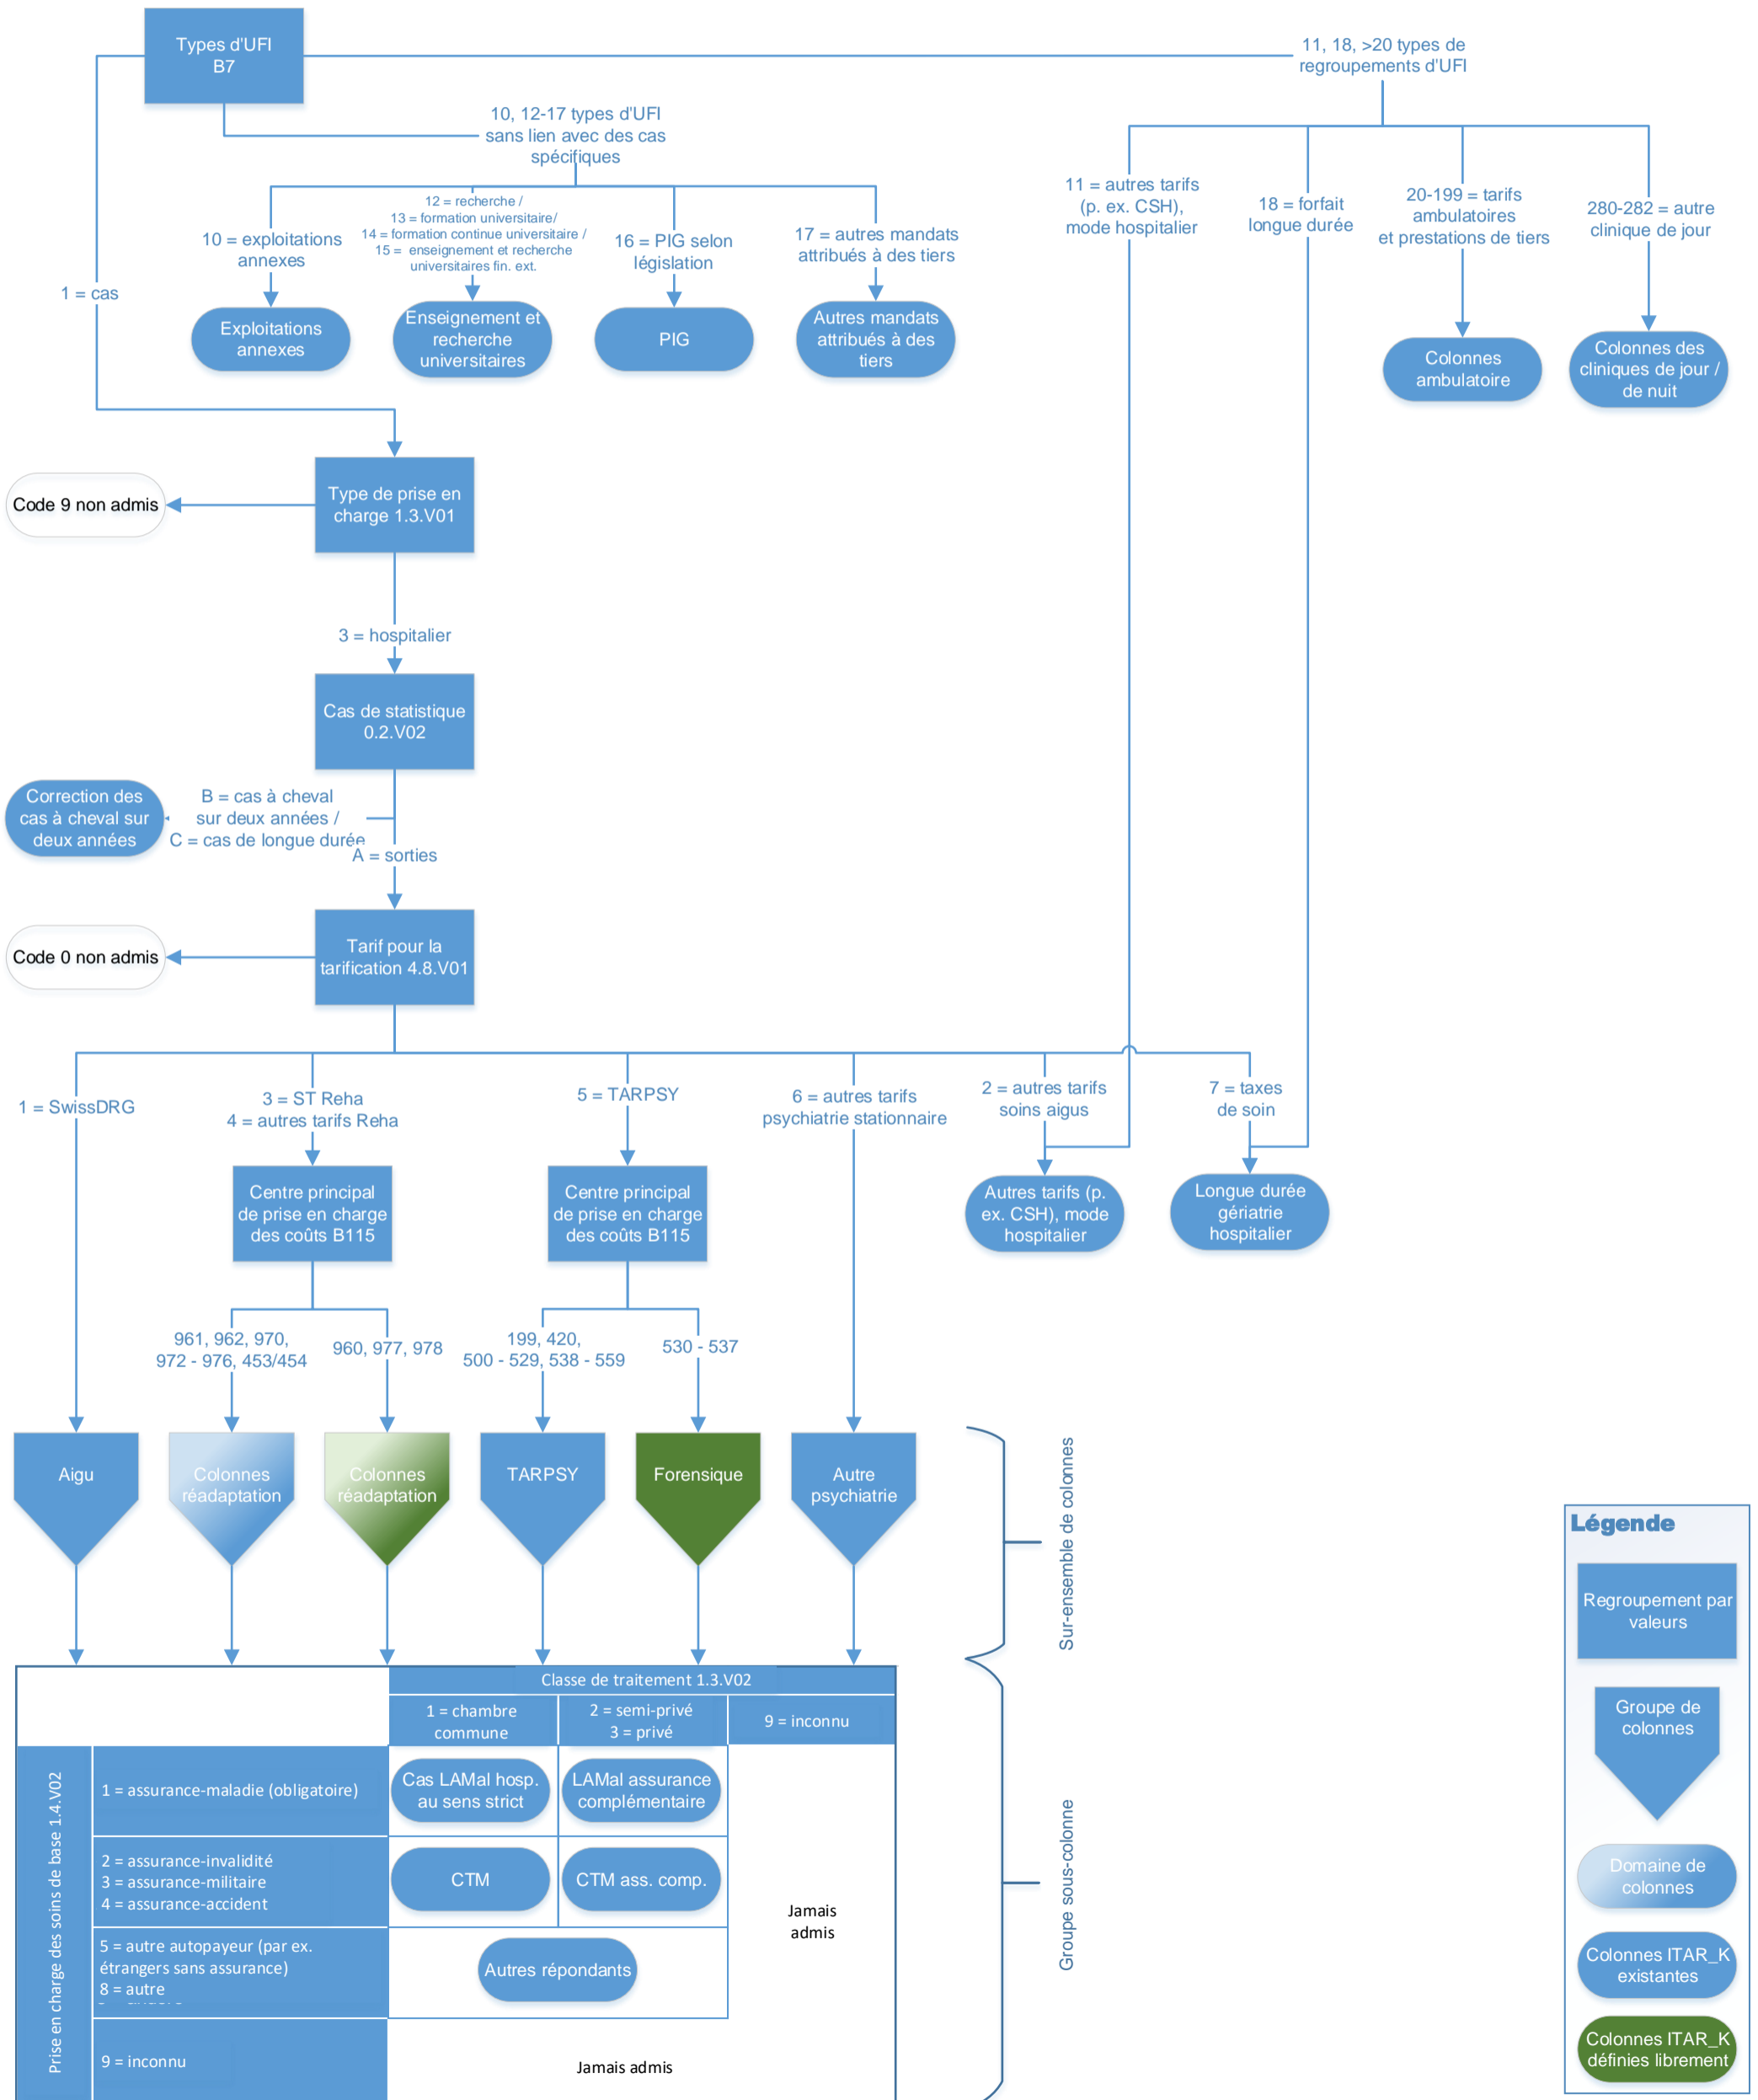 Types d'UFI
B7
11, 18, >20 types de
regroupements d'UFI
10, 12-17 types d'UFI
sans lien avec des cas
spécifiques
1 = cas
10 = exploitations
annexes
12 = recherche /
13 = formation universitaire/
14 = formation continue universitaire /
15 =  enseignement et recherche
universitaires fin. ext.
16 = PIG selon
législation
17 = autres mandats
attribués à des tiers
11 = autres tarifs
(p. ex. CSH),
mode hospitalier
18 = forfait
longue durée
20-199 = tarifs
ambulatoires
et prestations de tiers
280-282 = autre
clinique de jour
Exploitations
annexes
Enseignement et
recherche
universitaires
PIG
Autres mandats
attribués à des
tiers
Colonnes
ambulatoire
Colonnes des
cliniques de jour /
de nuit
Code 9 non admis
Type de prise en
charge 1.3.V01
3 = hospitalier
Cas de statistique
0.2.V02
Correction des
cas à cheval sur
deux années
B = cas à cheval
sur deux années /
C = cas de longue durée
A = sorties
Code 0 non admis
Tarif pour la
tarification 4.8.V01
1 = SwissDRG
3 = ST Reha
4 = autres tarifs Reha
5 = TARPSY
6 = autres tarifs
psychiatrie stationnaire
2 = autres tarifs
soins aigus
7 = taxes
de soin
Centre principal
de prise en charge
des coûts B115
Centre principal
de prise en charge
des coûts B115
Autres tarifs (p.
ex. CSH), mode
hospitalier
Longue durée
gériatrie
hospitalier
961, 962, 970,
972 - 976, 453/454
960, 977, 978
199, 420,
500 - 529, 538 - 559
530 - 537
Aigu
Colonnes
réadaptation
Colonnes
réadaptation
TARPSY
Forensique
Autre
psychiatrie
Sur-ensemble de colonnes
Classe de traitement 1.3.V02
1 = chambre
commune
2 = semi-privé
3 = privé
9 = inconnu
Prise en charge des soins de base 1.4.V02
1 = assurance-maladie (obligatoire)
Cas LAMal hosp.
au sens strict
LAMal assurance
complémentaire
2 = assurance-invalidité
3 = assurance-militaire
4 = assurance-accident
CTM
CTM ass. comp.
Jamais
admis
5 = autre autopayeur (par ex.
étrangers sans assurance)
8 = autre
Autres répondants
9 = inconnu
Jamais admis
Groupe sous-colonne
Légende
Regroupement par
valeurs
Groupe de
colonnes
Domaine de
colonnes
Colonnes ITAR_K
existantes
Colonnes ITAR_K
définies librement